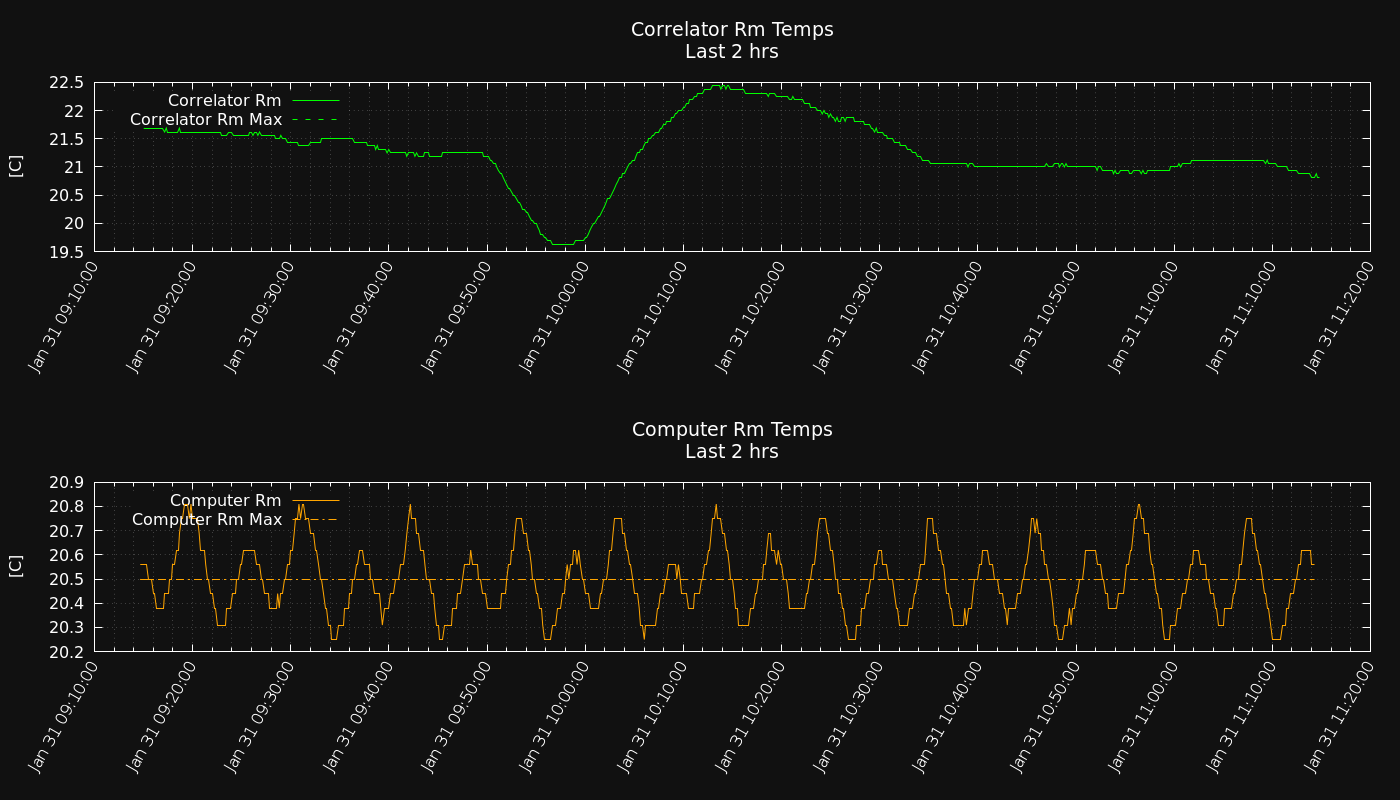 Correlator Rm Temps
Last 2 hrs
[C]
22.5
22
21.5
21
20.5
20
19.5
Correlator Rm
Correlator Rm Max
Jan 31 09:10:00
Jan 31 09:20:00
Jan 31 09:30:00
Jan 31 09:40:00
Jan 31 09:50:00
Jan 31 10:00:00
Jan 31 10:10:00
Jan 31 10:20:00
Jan 31 10:30:00
Jan 31 10:40:00
Jan 31 10:50:00
Jan 31 11:00:00
Jan 31 11:10:00
Jan 31 11:20:00
Computer Rm Temps
Last 2 hrs
[C]
20.9
20.8
20.7
20.6
20.5
20.4
20.3
20.2
Computer Rm
Computer Rm Max
Jan 31 09:10:00
Jan 31 09:20:00
Jan 31 09:30:00
Jan 31 09:40:00
Jan 31 09:50:00
Jan 31 10:00:00
Jan 31 10:10:00
Jan 31 10:20:00
Jan 31 10:30:00
Jan 31 10:40:00
Jan 31 10:50:00
Jan 31 11:00:00
Jan 31 11:10:00
Jan 31 11:20:00